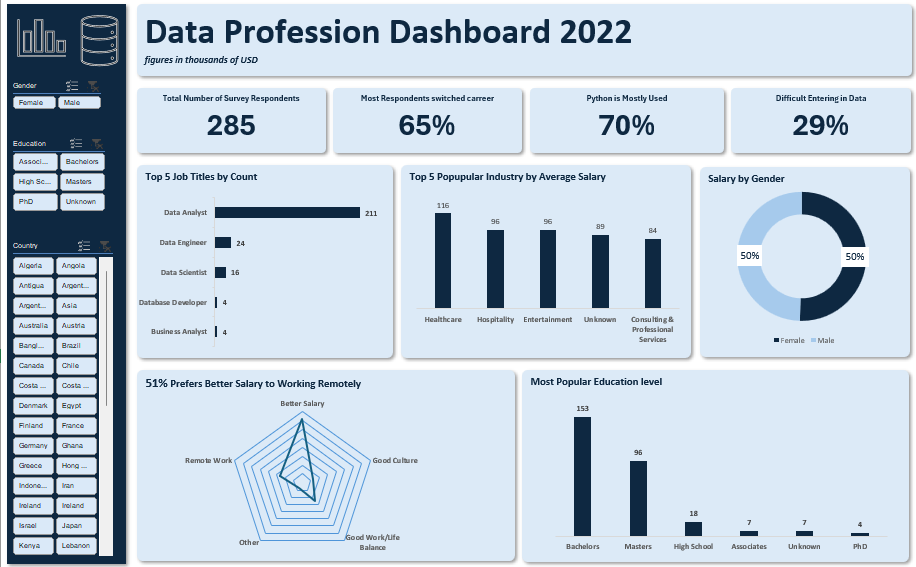 Data Profession Dashboard 2022
figures in thousands of USD
Gender
Female Male
Education
Associ... Bachelors
High Sc... Masters
PhD Unknown
Country
Algeria Angola
Antigua Argent...
Argent... Asia
Australia Austria
Bangl... Brazil
Canada Chile
Costa ... Costa ...
Denmark Egypt
Finland France
Germany Ghana
Greece Hong ...
Indone... Iran
Ireland Ireland
Israel Japan
Kenya Lebanon
Total Number of Survey Respondents
285
Most Respondents switched carreer
65%
Python is Mostly Used
70%
Difficult Entering in Data
29%
Top 5 Job Titles by Count
Data Analyst 211
Data Engineer 24
Data Scientist 16
Database Developer 4
Business Analyst 4
Top 5 Popupular Industry by Average Salary
116 96 96 89 84
Healthcare Hospitality Entertainment Unknown Consulting &
Professional
Services
Salary by Gender
50% 50%
Female Male
51% Prefers Better Salary to Working Remotely
Better Salary
Remote Work Good Culture
Other Good Work/Life
Balance
Most Popular Education level
153 96 18 7 7 4
Bachelors Masters High School Associates Unknown PhD